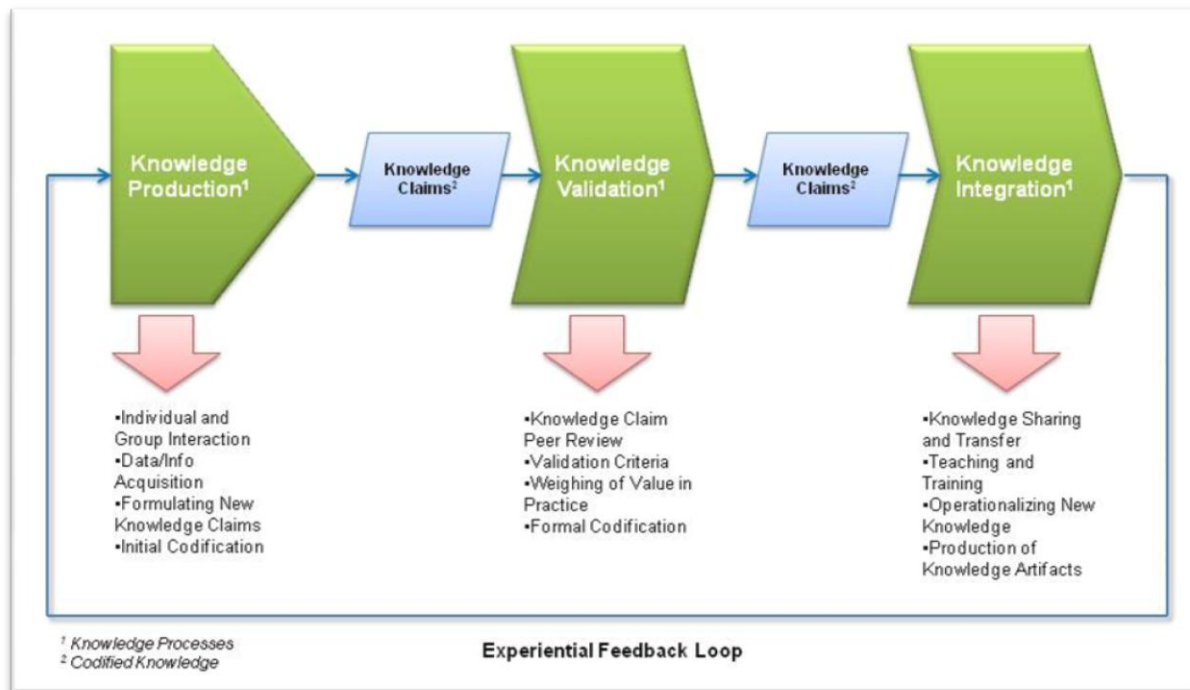 Knowledge
Production¹
Knowledge
Claims²
Knowledge
Validation¹
Knowledge
Claims²
Knowledge
Integration¹
▪Individual and
Group Interaction
▪Data/Info
Acquisition
▪Formulating New
Knowledge Claims
▪Initial Codification
▪Knowledge Claim
Peer Review
▪Validation Criteria
▪Weighing of Value in
Practice
▪Formal Codification
▪Knowledge Sharing
and Transfer
▪Teaching and
Training
▪Operationalizing New
Knowledge
▪Production of
Knowledge Artifacts
¹ Knowledge Processes
² Codified Knowledge
Experiential Feedback Loop